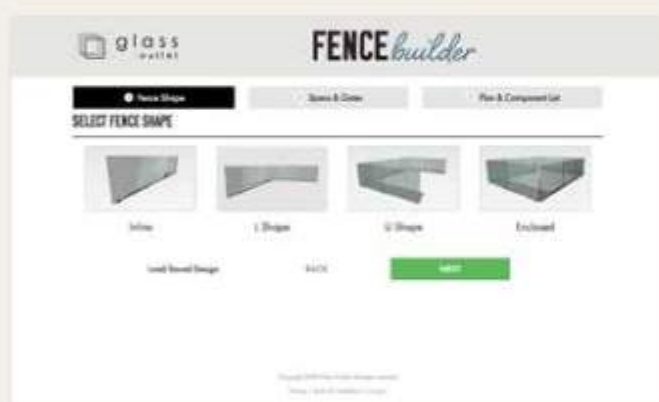 glass
outlet
FENCE builder
Fence Shape
Spans & Gates
Plan & Component List
SELECT FENCE SHAPE
Inline
L Shape
U Shape
Enclosed
Load Saved Design
BACK
NEXT